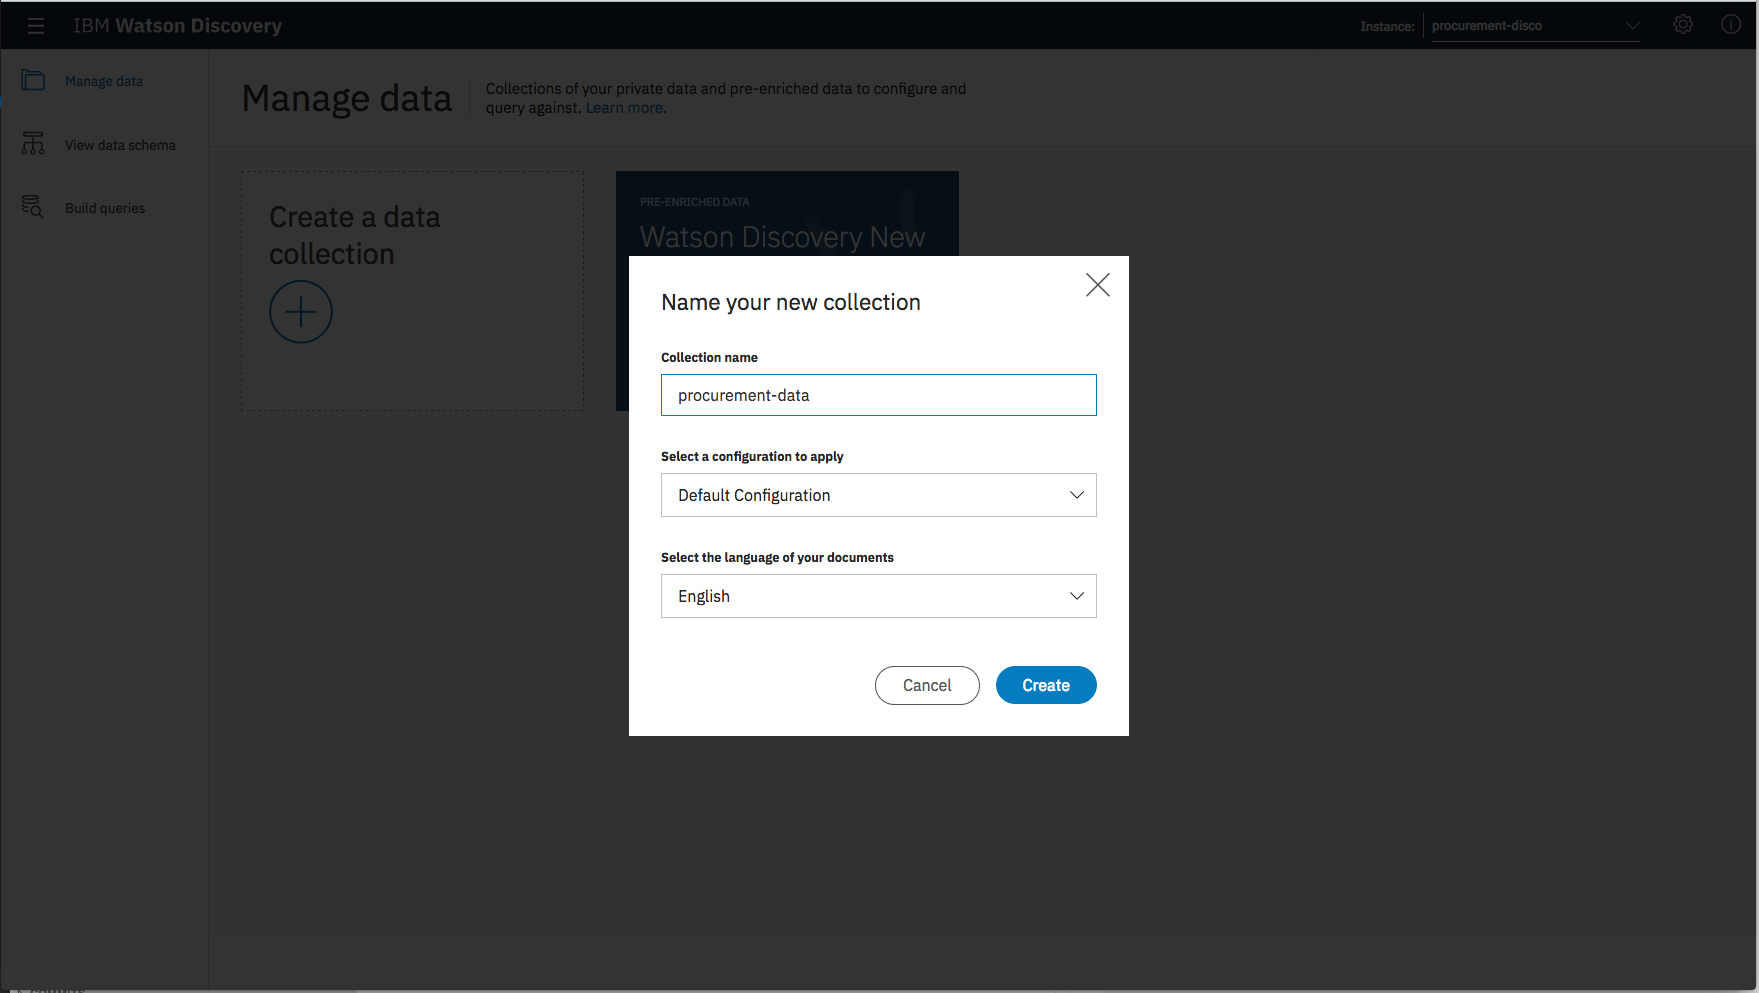 IBM Watson Discovery
Instance: procurement-disco
Manage data
View data schema
Build queries
Manage data
Collections of your private data and pre-enriched data to configure and
query against. Learn more.
Create a data
collection
PRE-ENRICHED DATA
Watson Discovery New
Name your new collection
Collection name
procurement-data
Select a configuration to apply
Default Configuration
Select the language of your documents
English
Cancel
Create